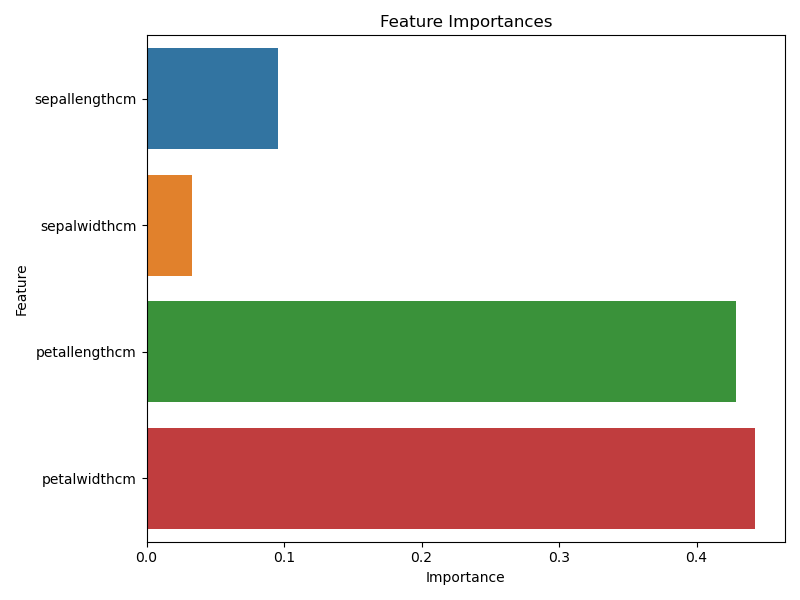 Feature Importances
sepallengthcm
sepalwidthcm
petallengthcm
petalwidthcm
Feature
0.0 0.1 0.2 0.3 0.4
Importance